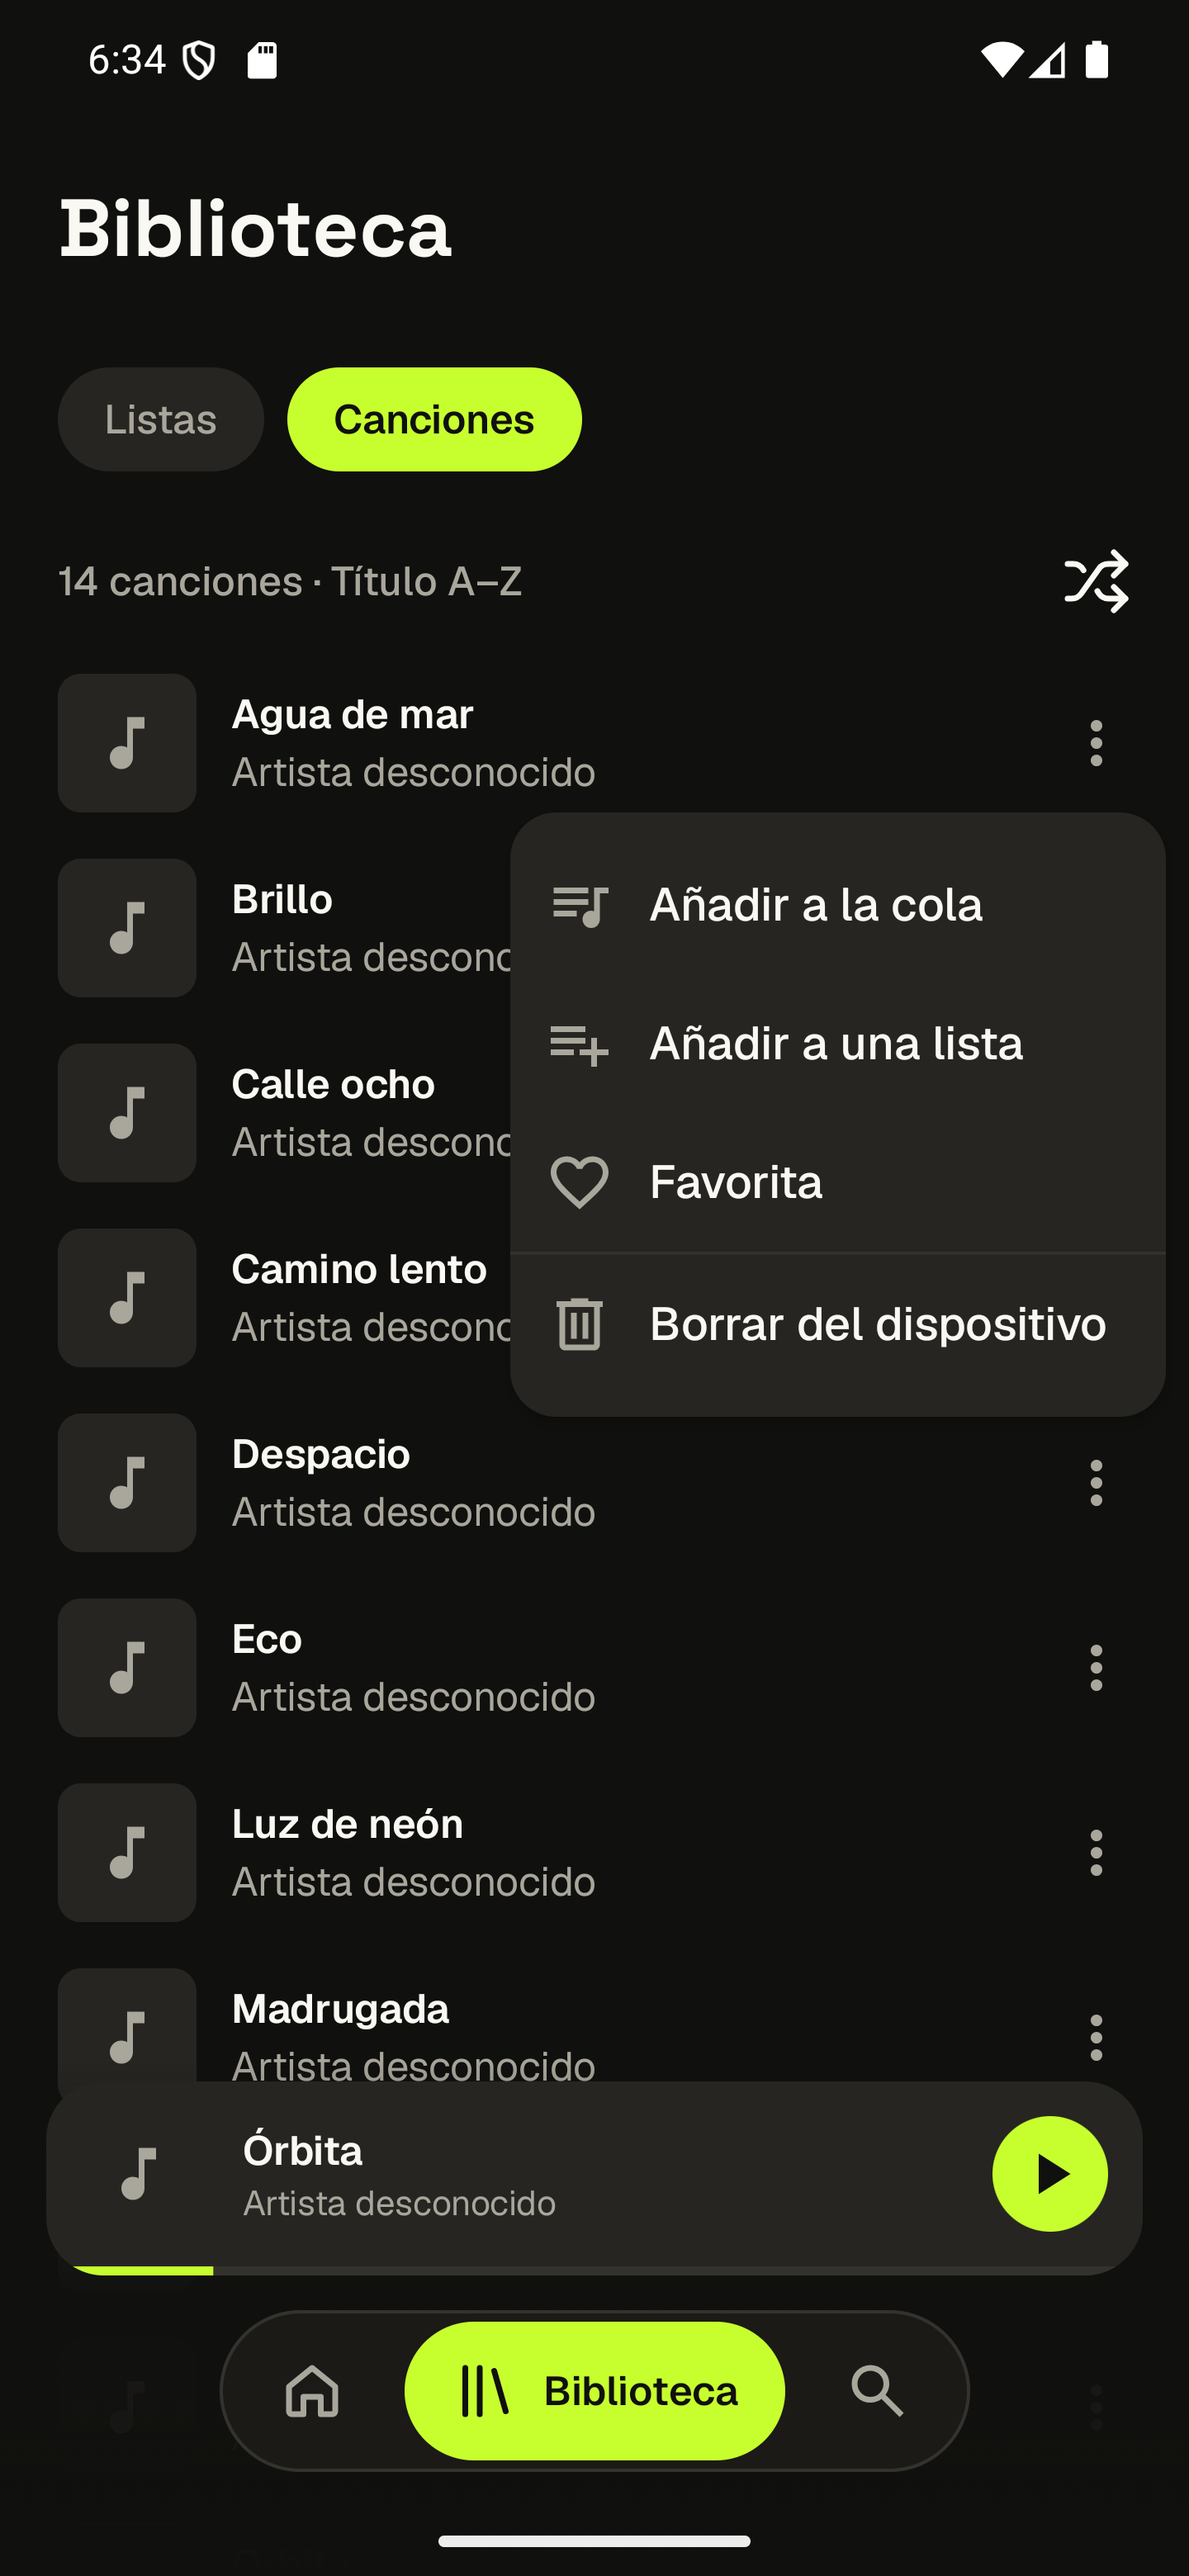 6:34
Biblioteca
Listas
Canciones
14 canciones · Título A–Z
Agua de mar
Artista desconocido
Brillo
Artista descono
Añadir a la cola
Calle ocho
Artista descono
Añadir a una lista
Favorita
Camino lento
Artista descono
Borrar del dispositivo
Despacio
Artista desconocido
Eco
Artista desconocido
Luz de neón
Artista desconocido
Madrugada
Artista desconocido
Órbita
Artista desconocido
Biblioteca